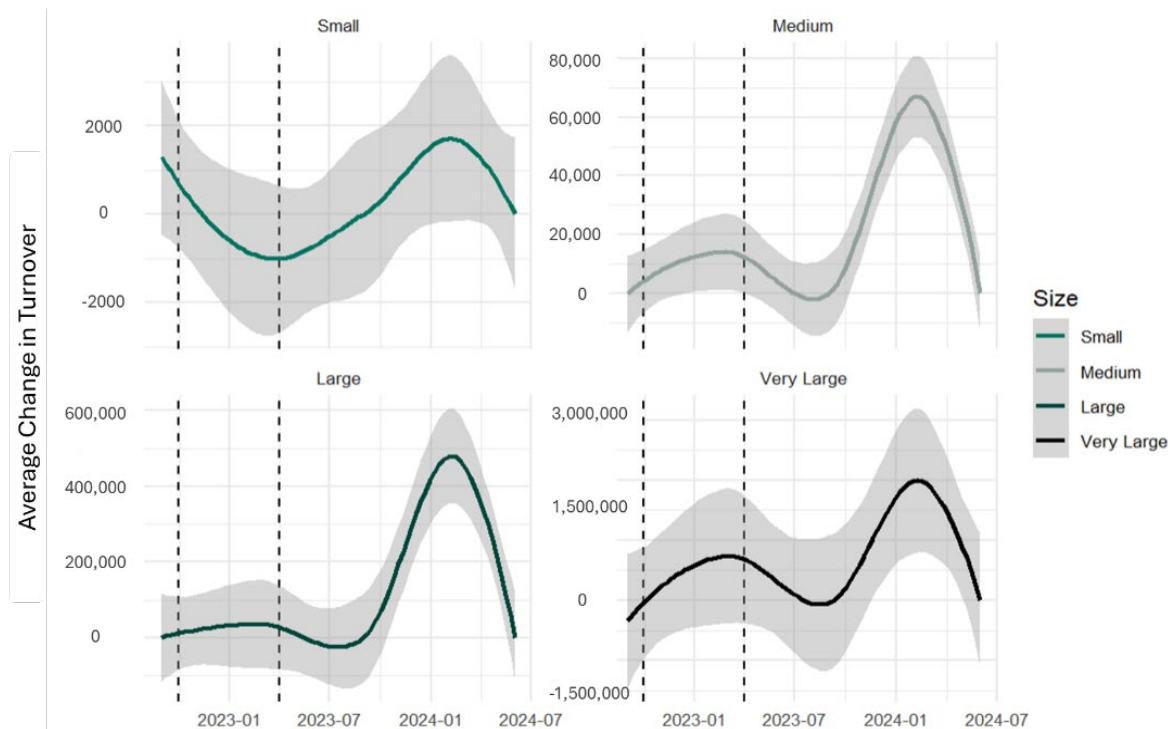 Small
Medium
Average Change in Turnover
2000
0
-2000
80,000
60,000
40,000
20,000
0
Large
Very Large
600,000
400,000
200,000
0
3,000,000
1,500,000
0
-1,500,000
2023-01
2023-07
2024-01
2024-07
2023-01
2023-07
2024-01
2024-07
Size
Small
Medium
Large
Very Large